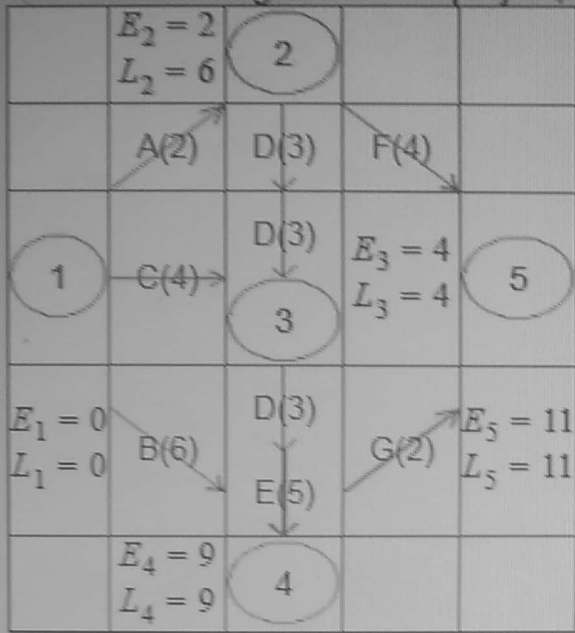 E₂ = 2
L₂ = 6
2
A(2)
D(3)
F(4)
1
C(4)
D(3)
3
E₃ = 4
L₃ = 4
5
E₁ = 0
L₁ = 0
B(6)
D(3)
E(5)
G(2)
E₅ = 11
L₅ = 11
E₄ = 9
L₄ = 9
4